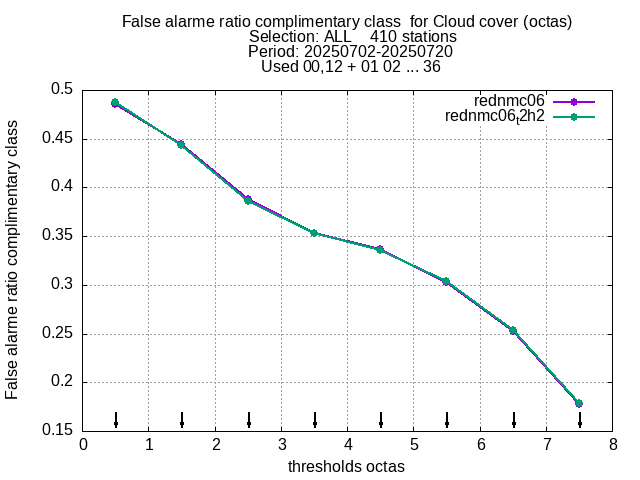 False alarme ratio complimentary class  for Cloud cover (octas)
Selection: ALL    410 stations
Period: 20250702-20250720
Used 00,12 + 01 02 ... 36
rednmc06
rednmc06t2h2
False alarme ratio complimentary class
0.5
0.45
0.4
0.35
0.3
0.25
0.2
0.15
0 1 2 3 4 5 6 7 8
thresholds octas